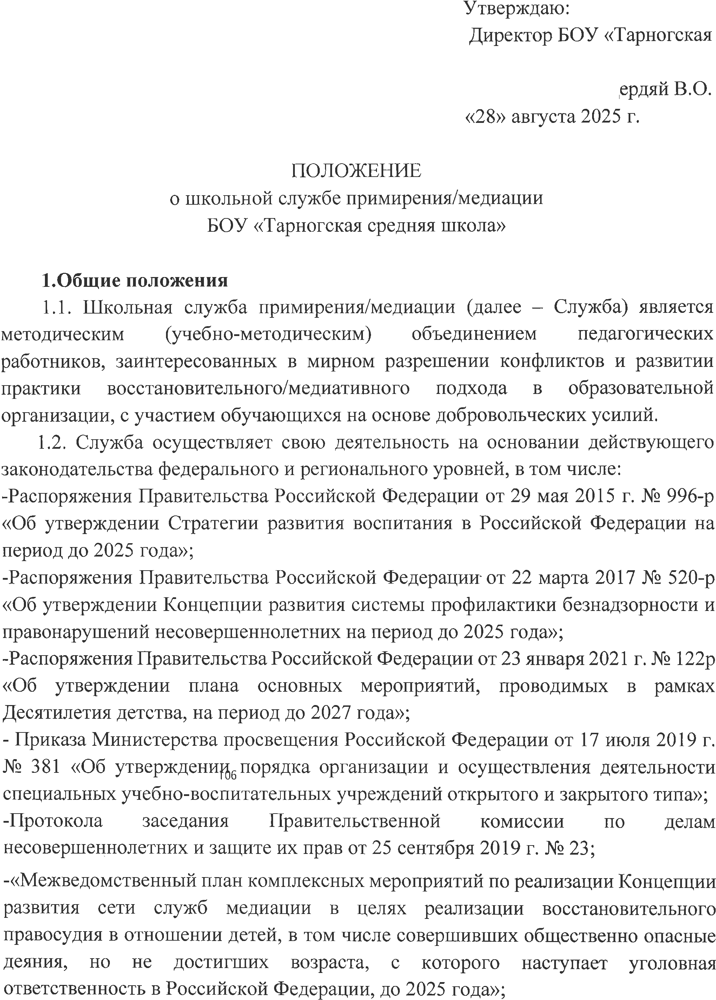 Утверждаю:
Директор БОУ «Тарногская
ердяй В.О.
«28» августа 2025 г.
ПОЛОЖЕНИЕ
о школьной службе примирения/медиации
БОУ «Тарногская средняя школа»
1.Общие положения
1.1. Школьная служба примирения/медиации (далее – Служба) является
методическим (учебно-методическим) объединением педагогических
работников, заинтересованных в мирном разрешении конфликтов и развитии
практики восстановительного/медиативного подхода в образовательной
организации, с участием обучающихся на основе добровольческих усилий.
1.2. Служба осуществляет свою деятельность на основании действующего
законодательства федерального и регионального уровней, в том числе:
-Распоряжения Правительства Российской Федерации от 29 мая 2015 г. № 996-р
«Об утверждении Стратегии развития воспитания в Российской Федерации на
период до 2025 года»;
-Распоряжения Правительства Российской Федерации от 22 марта 2017 № 520-р
«Об утверждении Концепции развития системы профилактики безнадзорности и
правонарушений несовершеннолетних на период до 2025 года»;
-Распоряжения Правительства Российской Федерации от 23 января 2021 г. № 122р
«Об утверждении плана основных мероприятий, проводимых в рамках
Десятилетия детства, на период до 2027 года»;
- Приказа Министерства просвещения Российской Федерации от 17 июля 2019 г.
№ 381 «Об утверждении порядка организации и осуществления деятельности
106
специальных учебно-воспитательных учреждений открытого и закрытого типа»;
-Протокола заседания Правительственной комиссии по делам
несовершеннолетних и защите их прав от 25 сентября 2019 г. № 23;
-«Межведомственный план комплексных мероприятий по реализации Концепции
развития сети служб медиации в целях реализации восстановительного
правосудия в отношении детей, в том числе совершивших общественно опасные
деяния, но не достигших возраста, с которого наступает уголовная
ответственность в Российской Федерации, до 2025 года»;